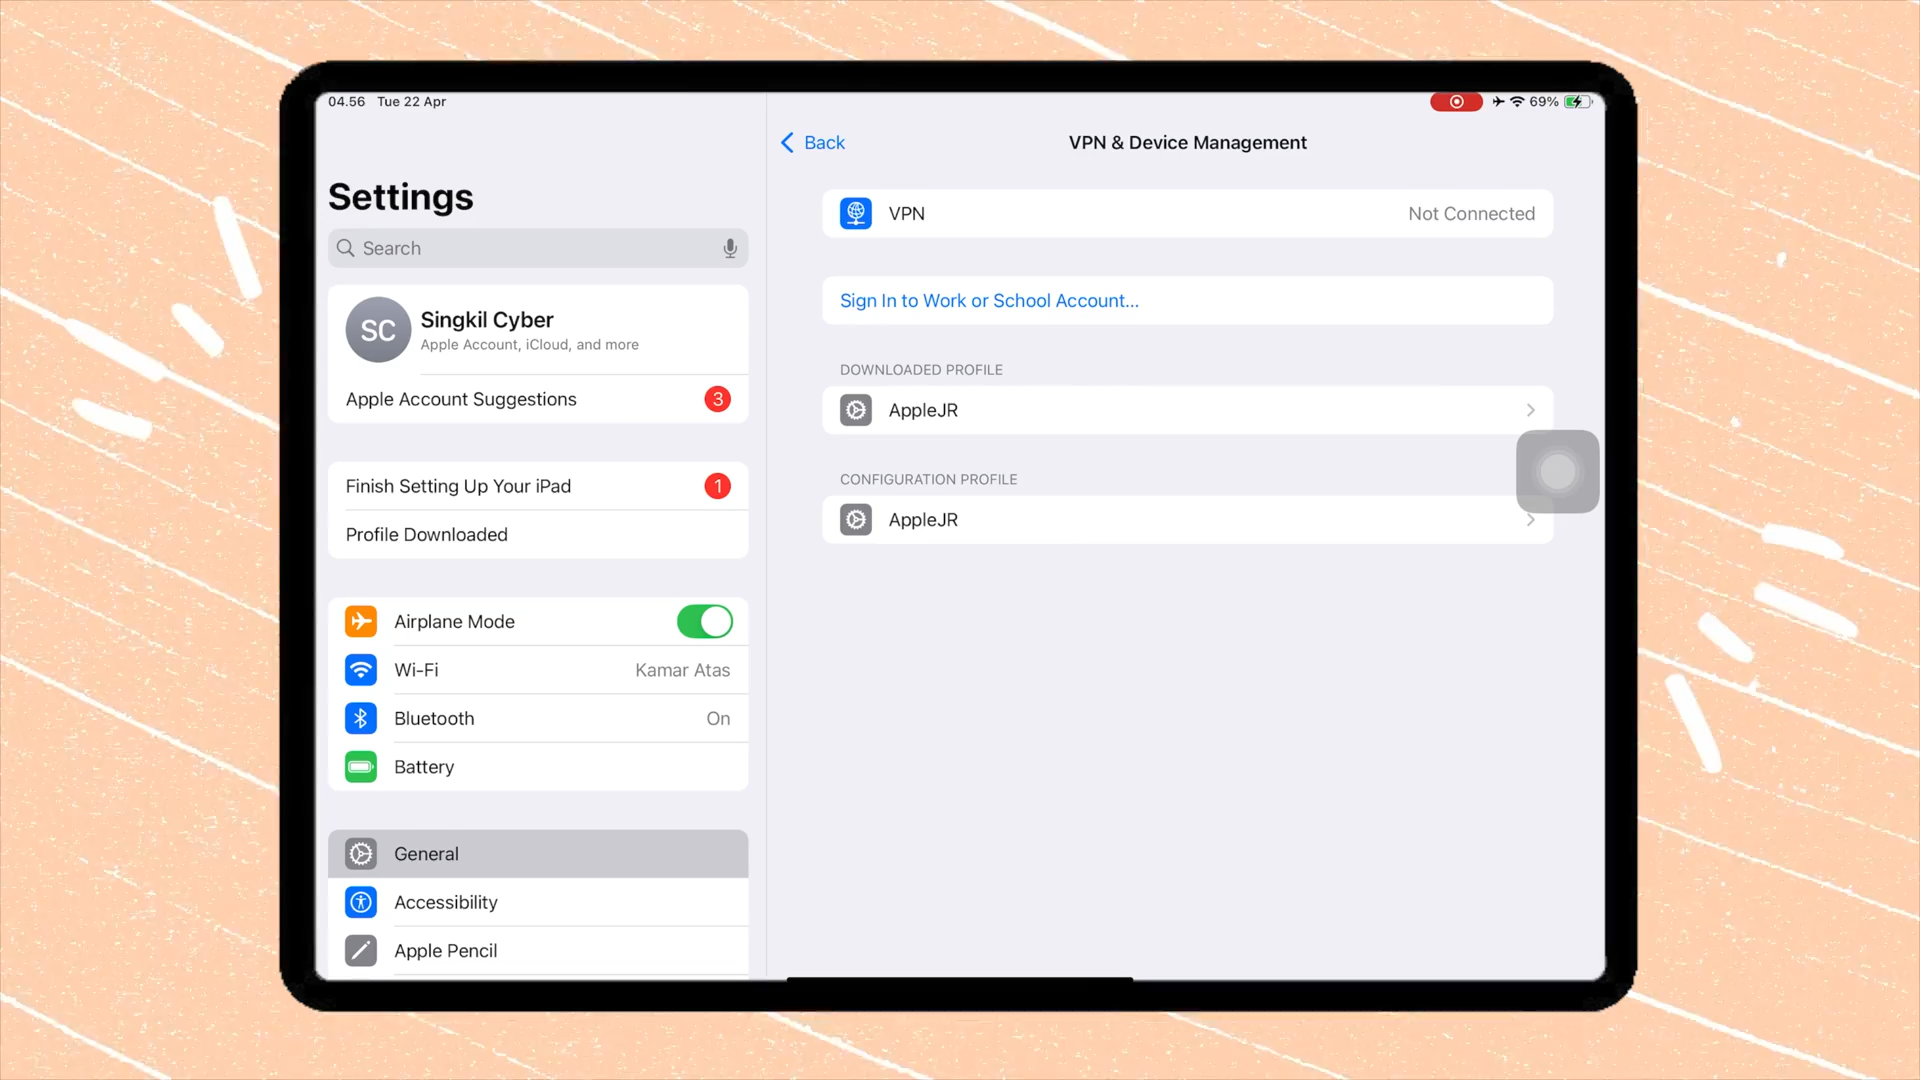 04.56 Tue 22 Apr
69%
Settings
Search
SC
Singkil Cyber
Apple Account, iCloud, and more
Apple Account Suggestions 3
Finish Setting Up Your iPad 1
Profile Downloaded
Airplane Mode
Wi-Fi Kamar Atas
Bluetooth On
Battery
General
Accessibility
Apple Pencil
Back
VPN & Device Management
VPN Not Connected
Sign In to Work or School Account...
DOWNLOADED PROFILE
AppleJR
CONFIGURATION PROFILE
AppleJR